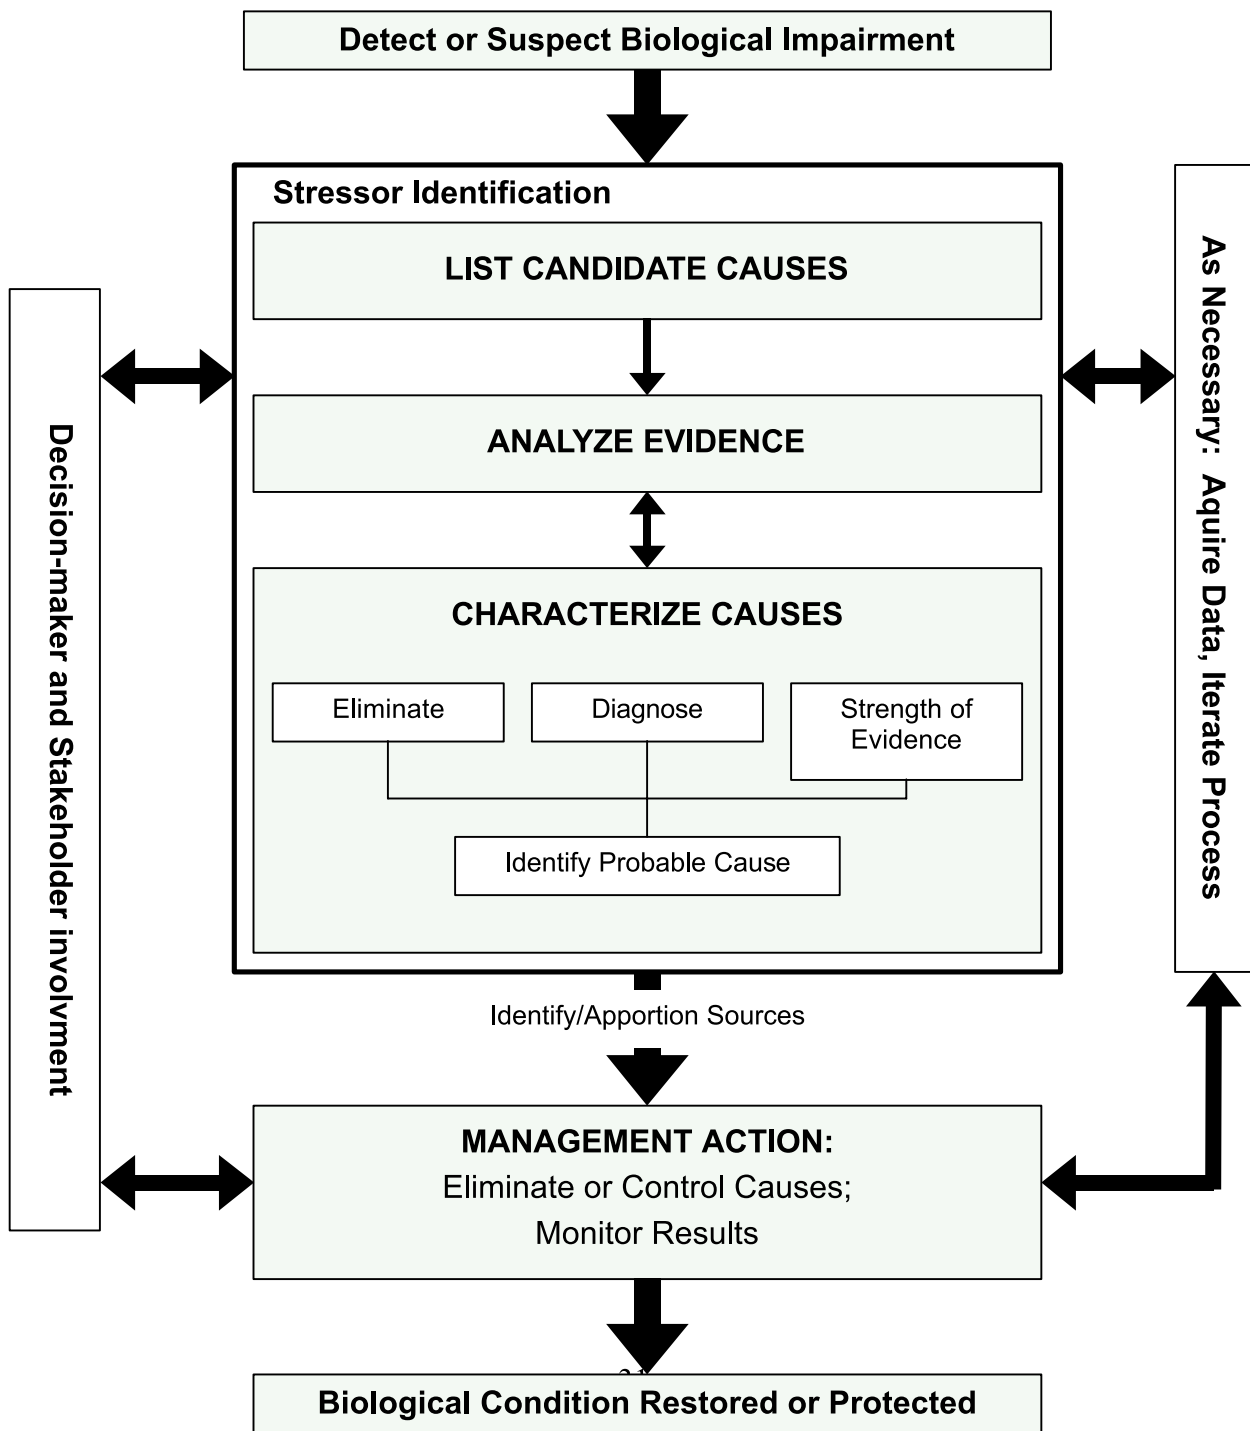 Detect or Suspect Biological Impairment
Stressor Identification
LIST CANDIDATE CAUSES
ANALYZE EVIDENCE
CHARACTERIZE CAUSES
Eliminate
Diagnose
Strength of
Evidence
Identify Probable Cause
Decision-maker and Stakeholder involvment
As Necessary: Aquire Data, Iterate Process
Identify/Apportion Sources
MANAGEMENT ACTION:
Eliminate or Control Causes;
Monitor Results
Biological Condition Restored or Protected